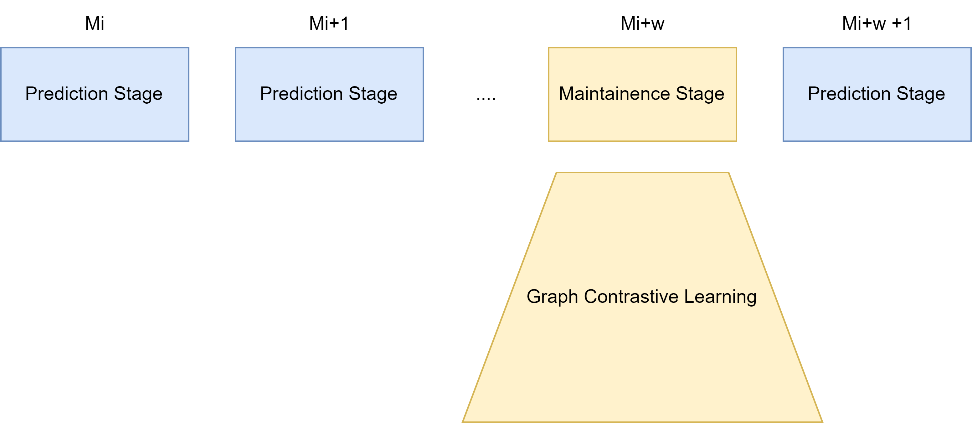 Mi
Mi+1
Mi+w
Mi+w +1
Prediction Stage
Prediction Stage
....
Maintainence Stage
Prediction Stage
Graph Contrastive Learning